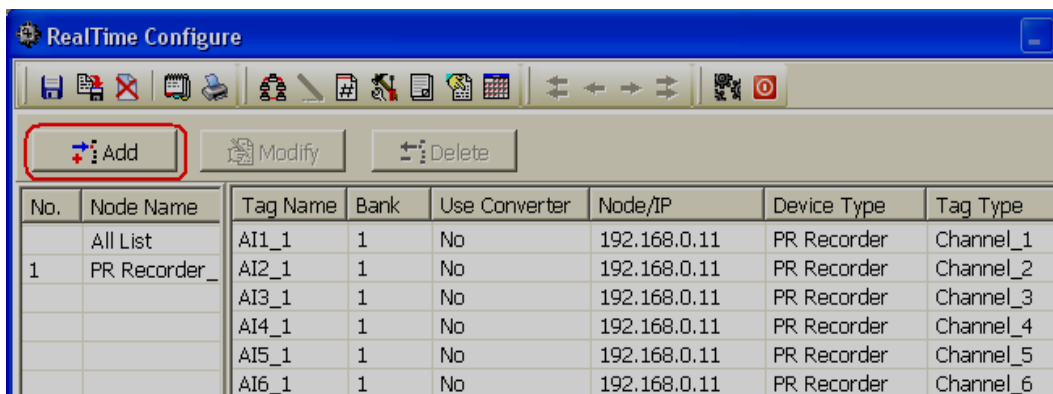 RealTime Configure
Add Modify Delete
No. Node Name Tag Name Bank Use Converter Node/IP Device Type Tag Type
All List AI1_1 1 No 192.168.0.11 PR Recorder Channel_1
1 PR Recorder_ AI2_1 1 No 192.168.0.11 PR Recorder Channel_2
AI3_1 1 No 192.168.0.11 PR Recorder Channel_3
AI4_1 1 No 192.168.0.11 PR Recorder Channel_4
AI5_1 1 No 192.168.0.11 PR Recorder Channel_5
AI6_1 1 No 192.168.0.11 PR Recorder Channel_6